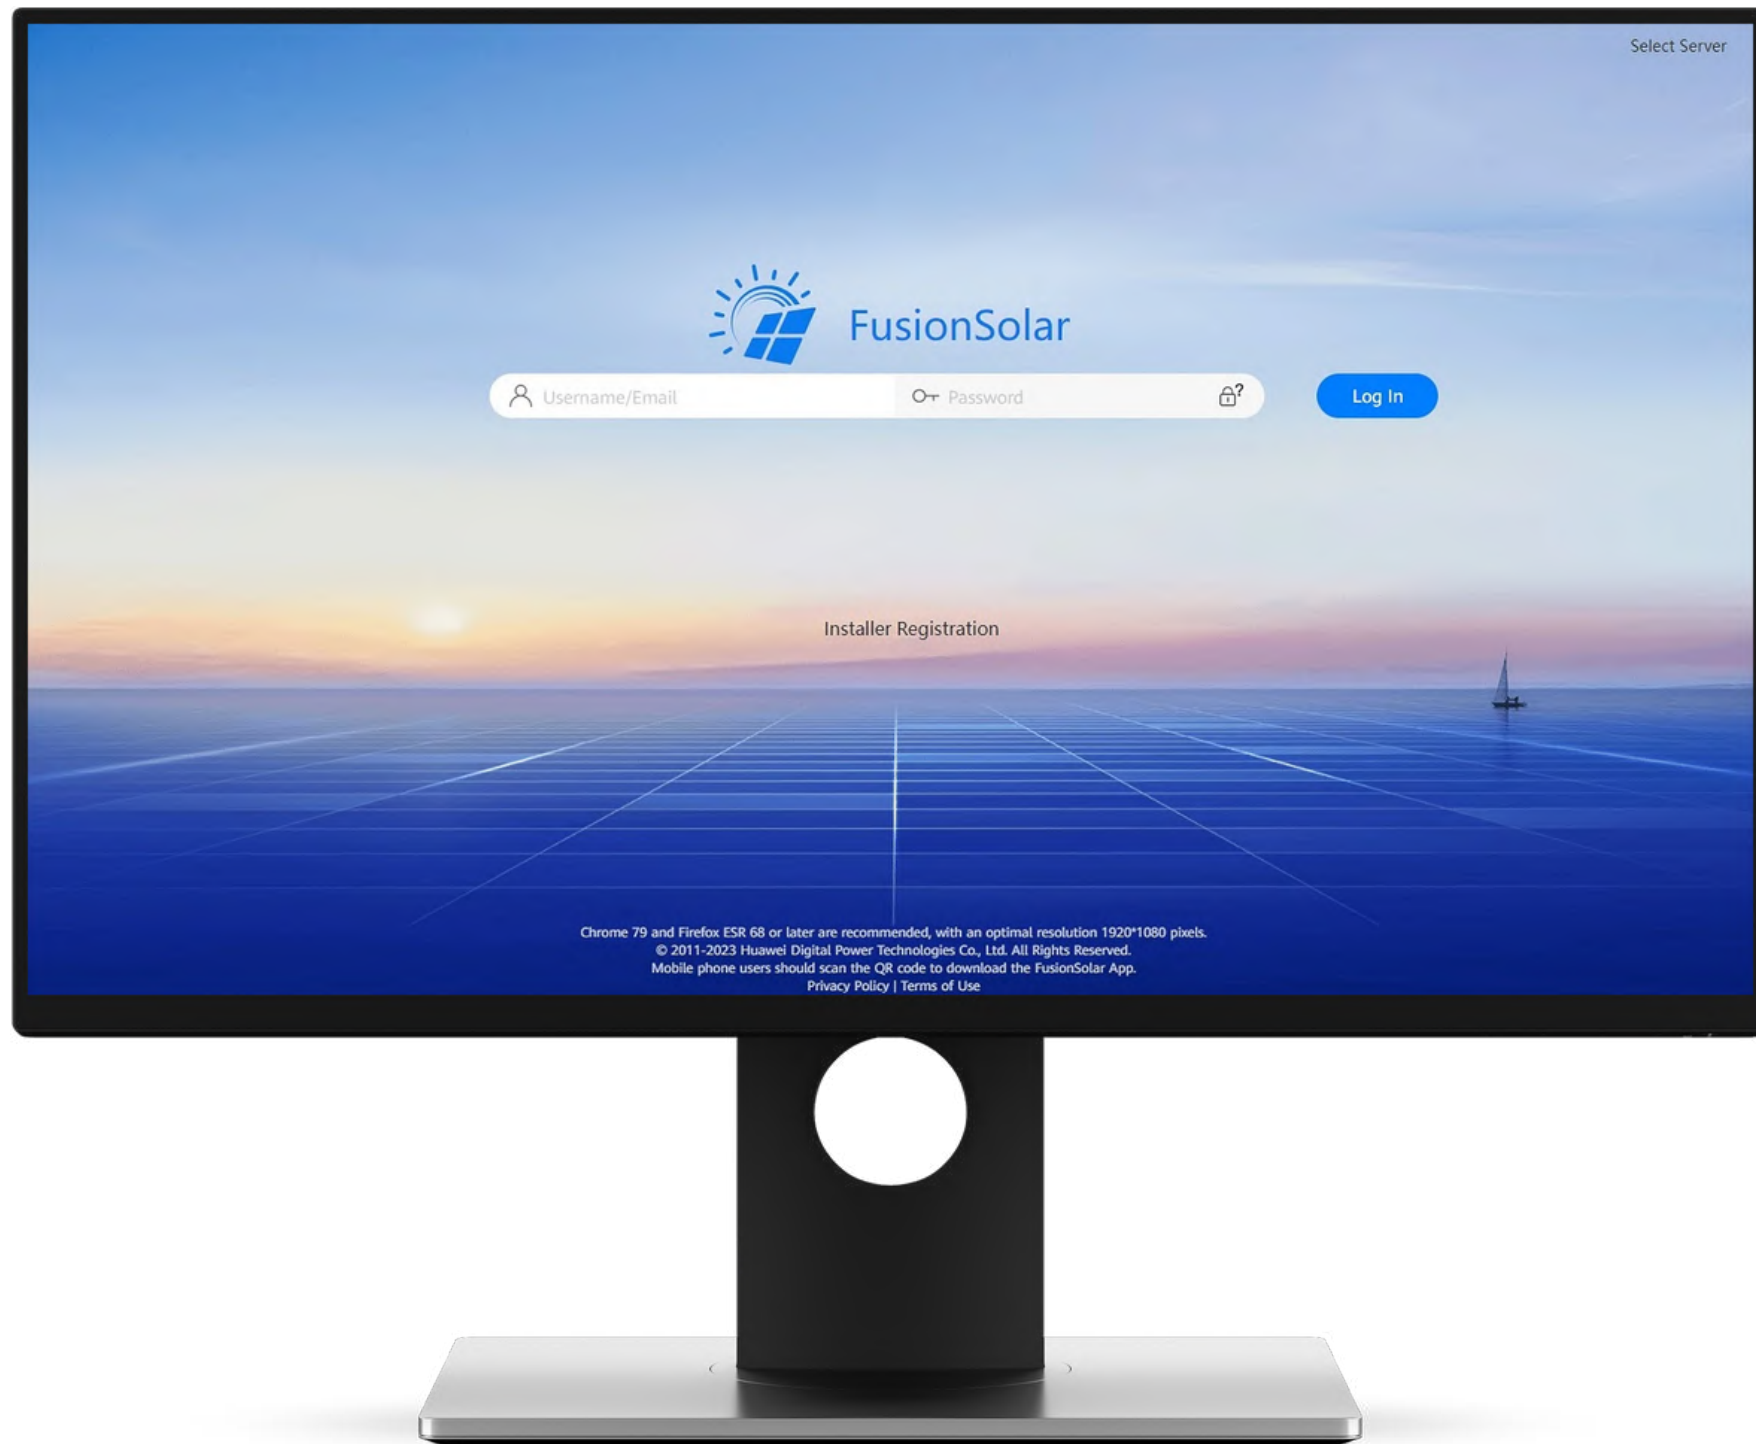 Select Server
FusionSolar
Username/Email
Password
Log In
Installer Registration
Chrome 79 and Firefox ESR 68 or later are recommended, with an optimal resolution 1920*1080 pixels.
© 2011-2023 Huawei Digital Power Technologies Co., Ltd. All Rights Reserved.
Mobile phone users should scan the QR code to download the FusionSolar App.
Privacy Policy | Terms of Use